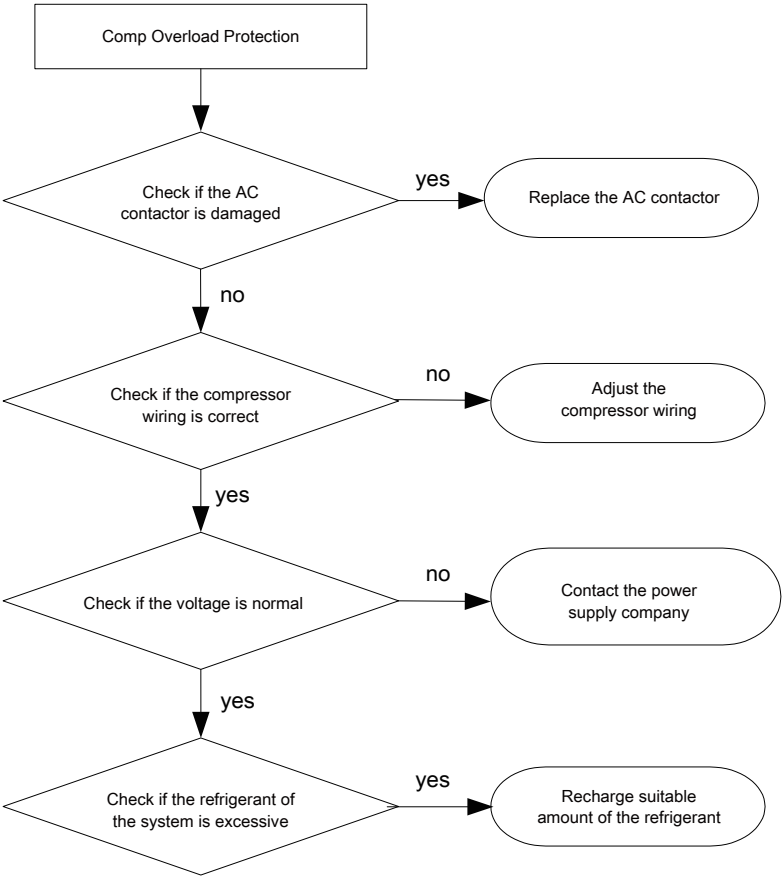 Comp Overload Protection
Check if the AC
contactor is damaged
yes
Replace the AC contactor
no
Check if the compressor
wiring is correct
no
Adjust the
compressor wiring
yes
Check if the voltage is normal
no
Contact the power
supply company
yes
Check if the refrigerant of
the system is excessive
yes
Recharge suitable
amount of the refrigerant